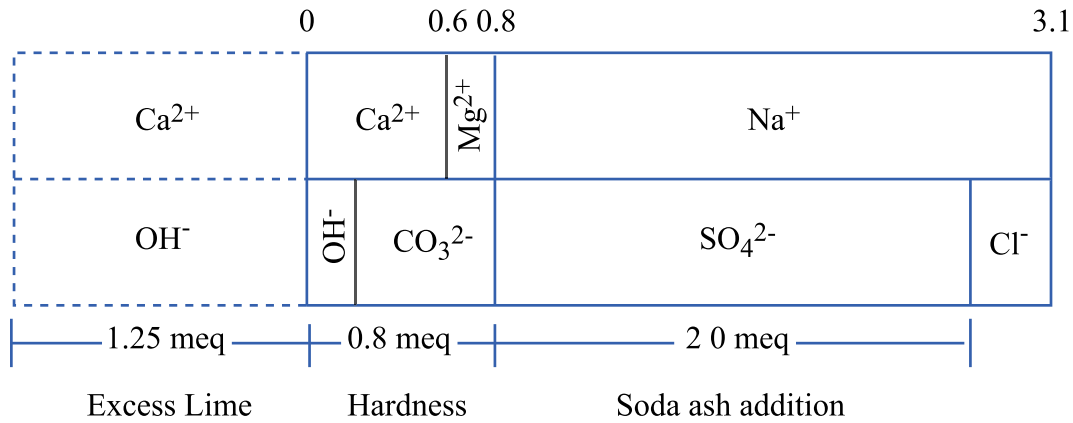 0 0.6 0.8 3.1
Ca²⁺ Ca²⁺ Mg²⁺ Na⁺
OH⁻ OH⁻ CO₃²⁻ SO₄²⁻ Cl⁻
1.25 meq 0.8 meq 2 0 meq
Excess Lime Hardness Soda ash addition